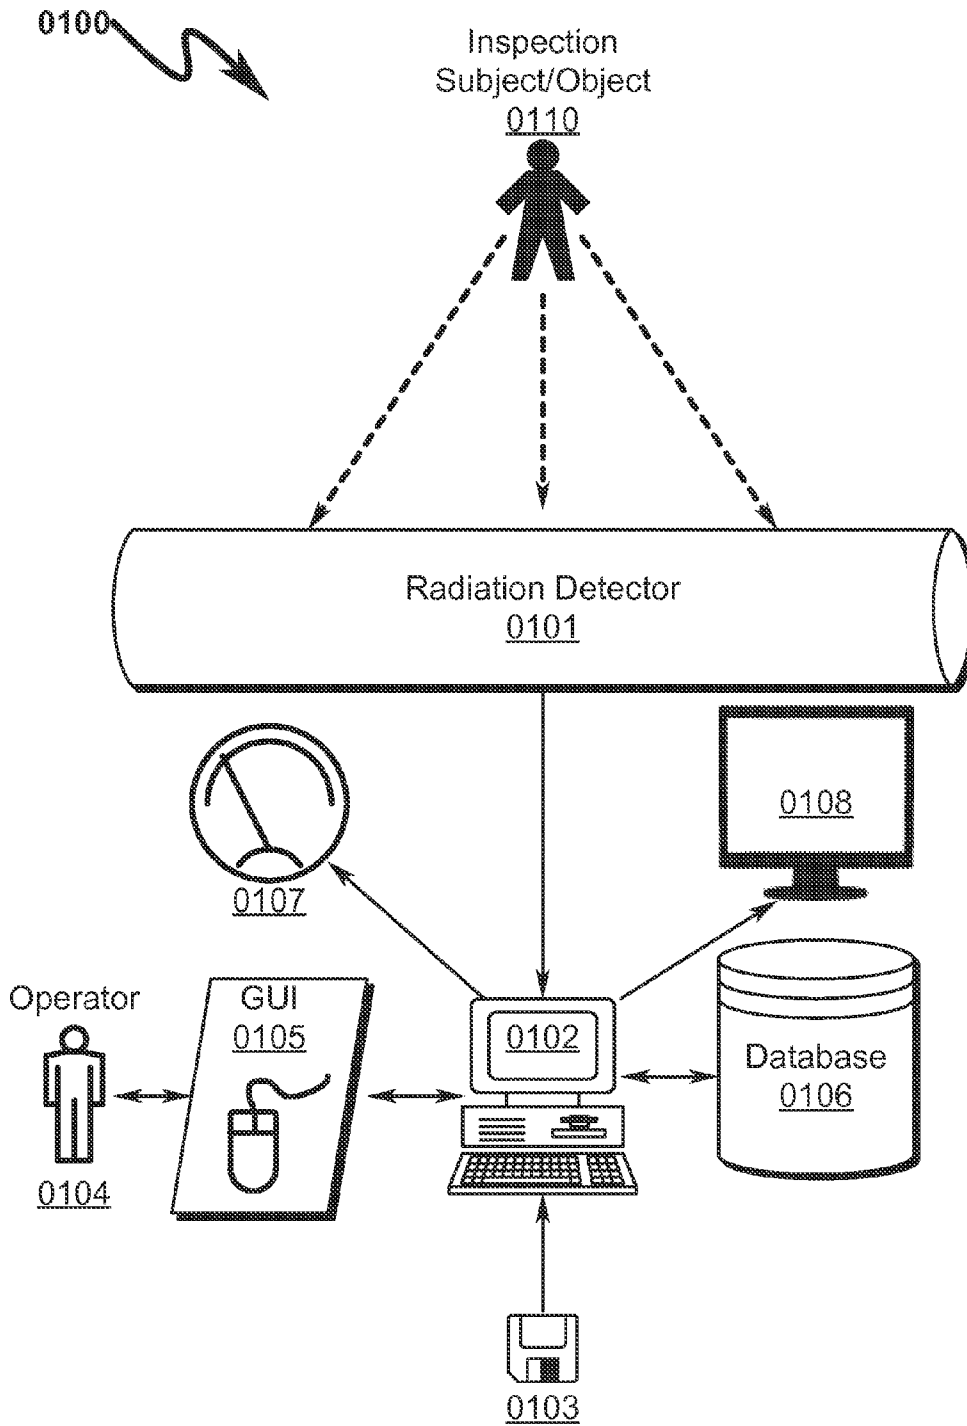 0100
Inspection
Subject/Object
0110
Radiation Detector
0101
0108
0107
Operator
GUI
0105
0102
Database
0106
0104
0103